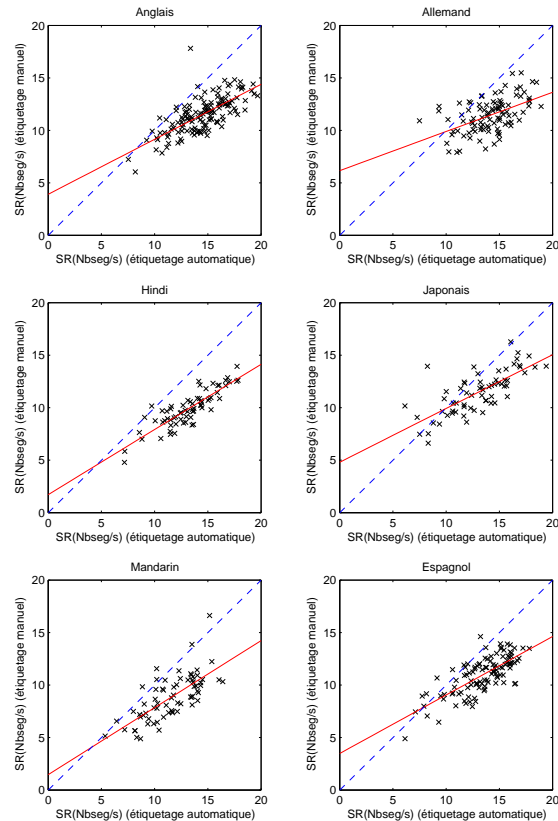 Anglais
20
15
10
5
0
SR(Nbseg/s) (étiquetage manuel)
0 5 10 15 20
SR(Nbseg/s) (étiquetage automatique)
Allemand
20
15
10
5
0
SR(Nbseg/s) (étiquetage manuel)
0 5 10 15 20
SR(Nbseg/s) (étiquetage automatique)
Hindi
20
15
10
5
0
SR(Nbseg/s) (étiquetage manuel)
0 5 10 15 20
SR(Nbseg/s) (étiquetage automatique)
Japonais
20
15
10
5
0
SR(Nbseg/s) (étiquetage manuel)
0 5 10 15 20
SR(Nbseg/s) (étiquetage automatique)
Mandarin
20
15
10
5
0
SR(Nbseg/s) (étiquetage manuel)
0 5 10 15 20
SR(Nbseg/s) (étiquetage automatique)
Espagnol
20
15
10
5
0
SR(Nbseg/s) (étiquetage manuel)
0 5 10 15 20
SR(Nbseg/s) (étiquetage automatique)